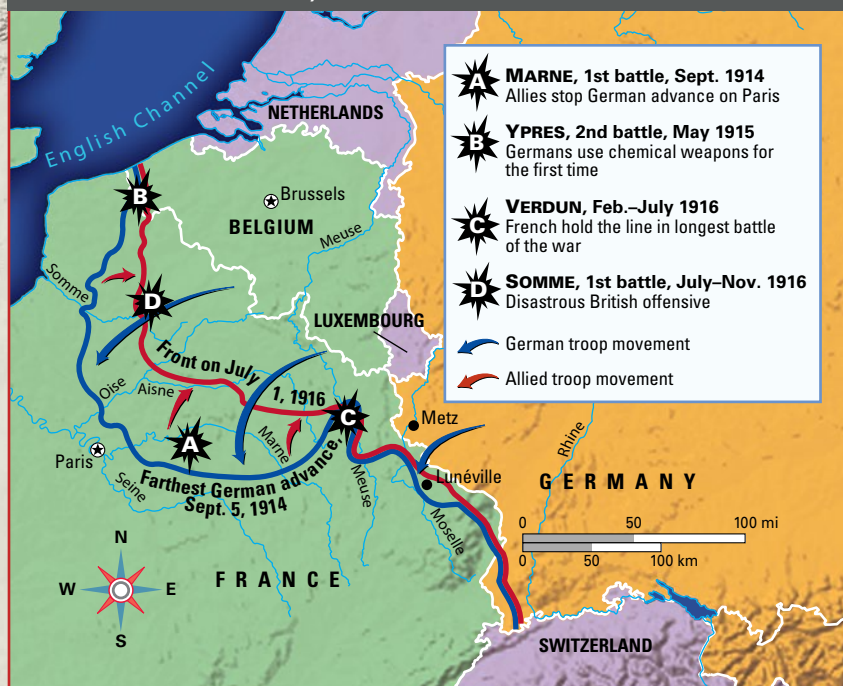 English Channel
NETHERLANDS
B
Brussels
BELGIUM
Meuse
Somme
D
LUXEMBOURG
Front on July 1, 1916
Oise
Aisne
C
Metz
A
Marne
Paris
Farthest German advance,
Sept. 5, 1914
Seine
Meuse
Lunéville
Moselle
Rhine
GERMANY
FRANCE
SWITZERLAND
N
W
E
S
0 50 100 mi
0 50 100 km
A
MARNE, 1st battle, Sept. 1914
Allies stop German advance on Paris
B
YPRES, 2nd battle, May 1915
Germans use chemical weapons for
the first time
C
VERDUN, Feb.–July 1916
French hold the line in longest battle
of the war
D
SOMME, 1st battle, July–Nov. 1916
Disastrous British offensive
German troop movement
Allied troop movement